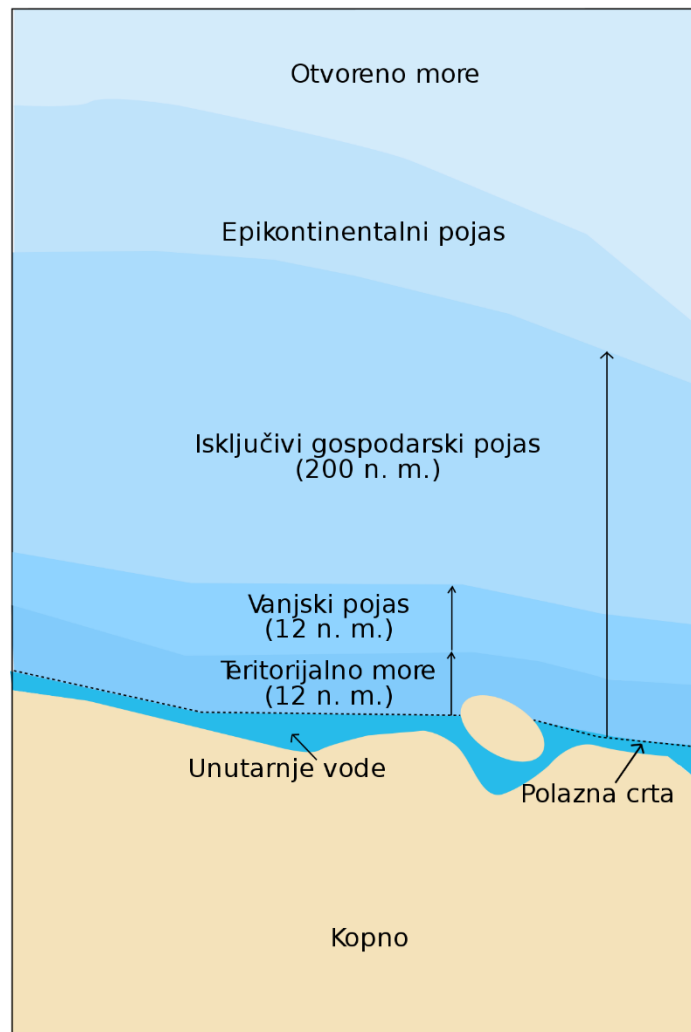 Otvoreno more
Epikontinentalni pojas
Isključivi gospodarski pojas
(200 n. m.)
Vanjski pojas
(12 n. m.)
Teritorijalno more
(12 n. m.)
Unutarnje vode
Polazna crta
Kopno